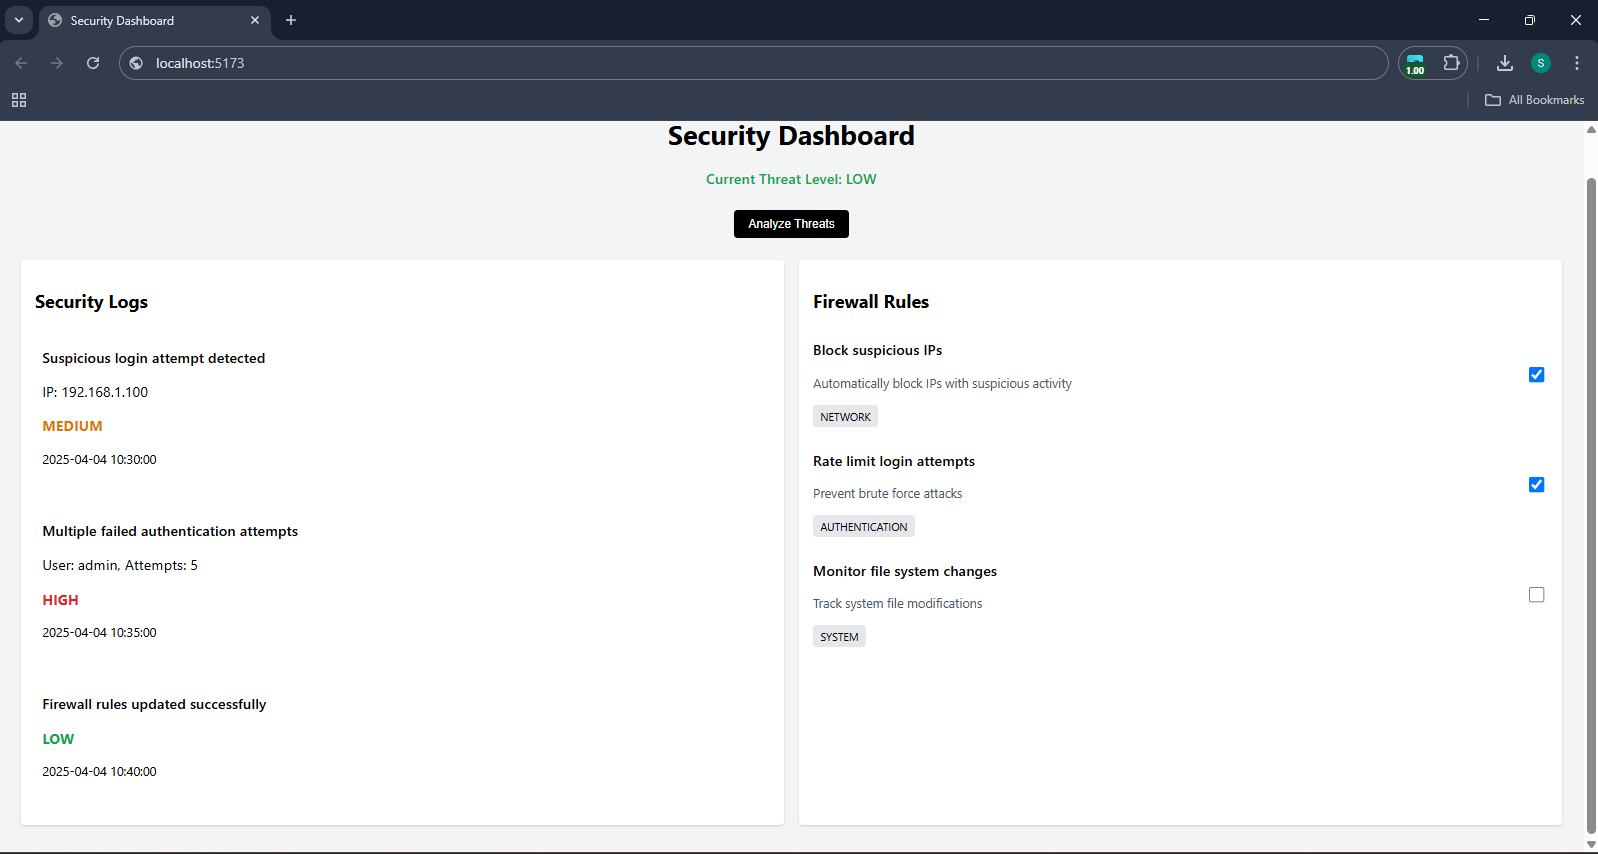 Security Dashboard
localhost:5173
1.00
S
All Bookmarks
Security Dashboard
Current Threat Level: LOW
Analyze Threats
Security Logs
Suspicious login attempt detected
IP: 192.168.1.100
MEDIUM
2025-04-04 10:30:00
Multiple failed authentication attempts
User: admin, Attempts: 5
HIGH
2025-04-04 10:35:00
Firewall rules updated successfully
LOW
2025-04-04 10:40:00
Firewall Rules
Block suspicious IPs
Automatically block IPs with suspicious activity
NETWORK
Rate limit login attempts
Prevent brute force attacks
AUTHENTICATION
Monitor file system changes
Track system file modifications
SYSTEM